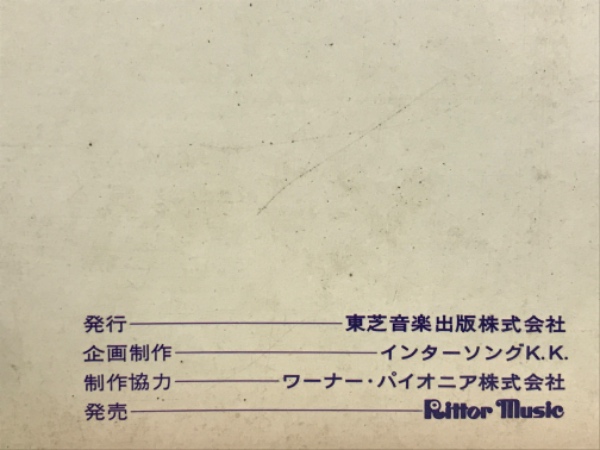 発行――――――東芝音楽出版株式会社
企画制作――――――インターソングK.K.
制作協力――――ワーナー・パイオニア株式会社
発売――――――――Rittor Music